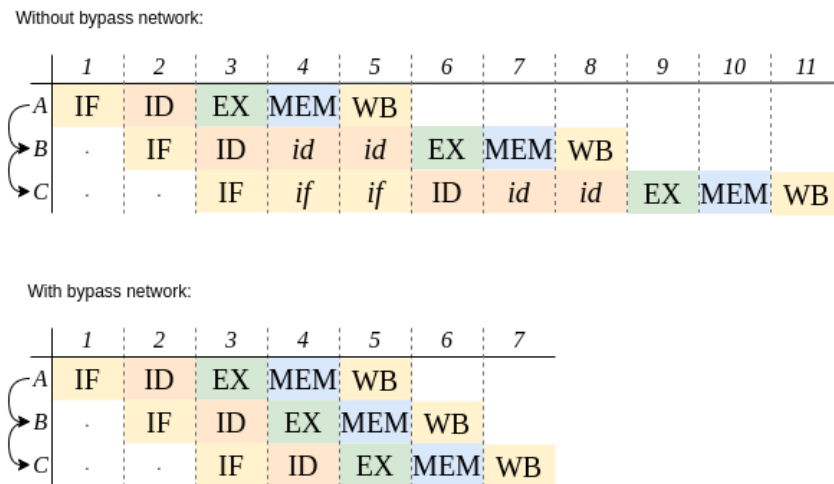 Without bypass network:
1 2 3 4 5 6 7 8 9 10 11
A IF ID EX MEM WB
B . IF ID id id EX MEM WB
C . . IF if if ID id id EX MEM WB
With bypass network:
1 2 3 4 5 6 7
A IF ID EX MEM WB
B . IF ID EX MEM WB
C . . IF ID EX MEM WB